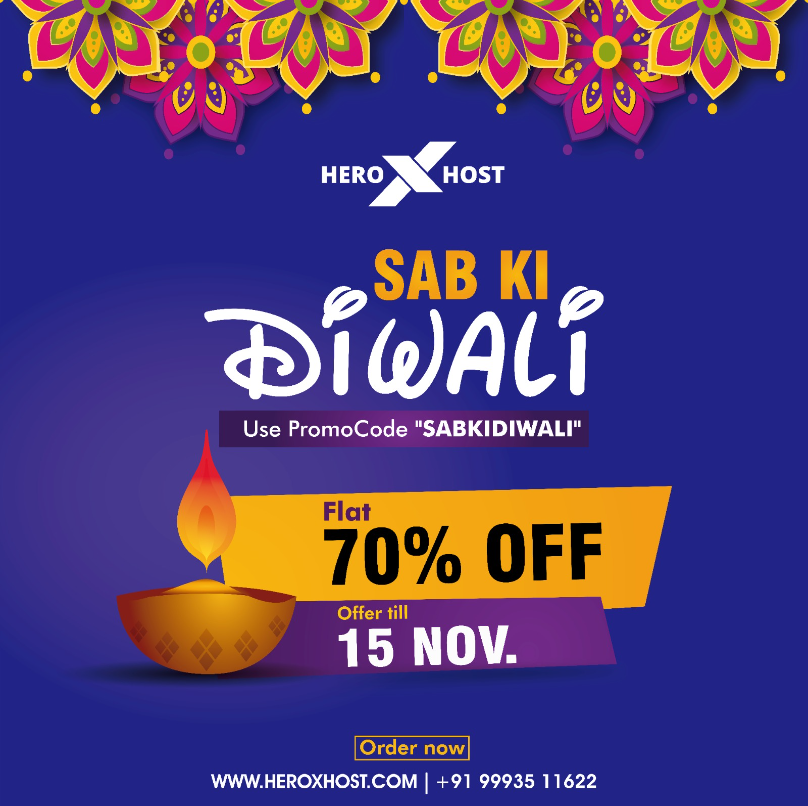 HERO X HOST
SAB KI
DiWALi
Use PromoCode "SABKIDIWALI"
Flat
70% OFF
Offer till
15 NOV.
Order now
WWW.HEROXHOST.COM | +91 99935 11622